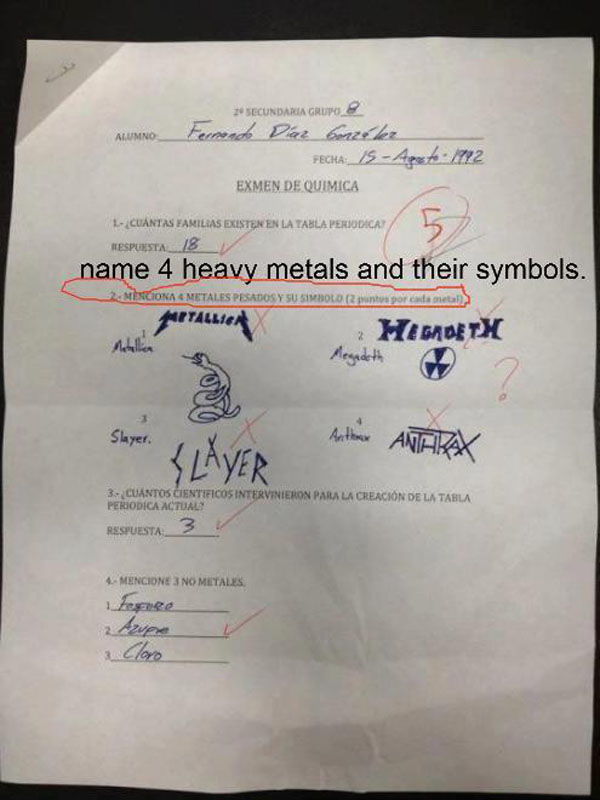 2º SECUNDARIA GRUPO 8
ALUMNO: Fernando Díaz González
FECHA: 15-Agosto-1992
EXMEN DE QUIMICA
1.- ¿CUÁNTAS FAMILIAS EXISTEN EN LA TABLA PERIODICA?
5
RESPUESTA: 18
name 4 heavy metals and their symbols.
2.- MENCIONA 4 METALES PESADOS Y SU SIMBOLO (2 puntos por cada metal)
METALLICA
MEGADETH
1
Metallica
2
Megadeth
?
3
Slayer.
SLAYER
4
Anthrax
ANTHRAX
3.- ¿CUÁNTOS CIENTIFICOS INTERVINIERON PARA LA CREACIÓN DE LA TABLA
PERIODICA ACTUAL?
RESPUESTA: 3
4.- MENCIONE 3 NO METALES.
1 Fosforo
2 Azufre
3 Cloro